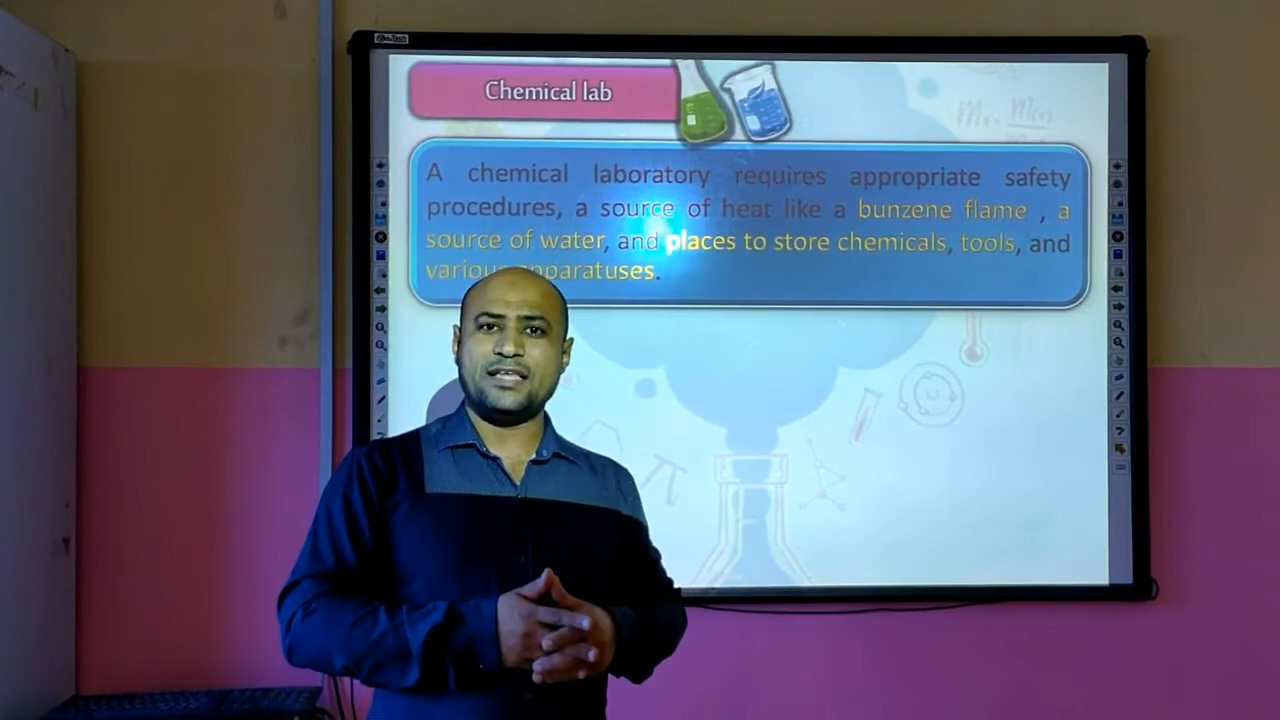 Chemical lab
A chemical laboratory requires appropriate safety
procedures, a source of heat like a bunzene flame , a
source of water, and places to store chemicals, tools, and
various apparatuses.